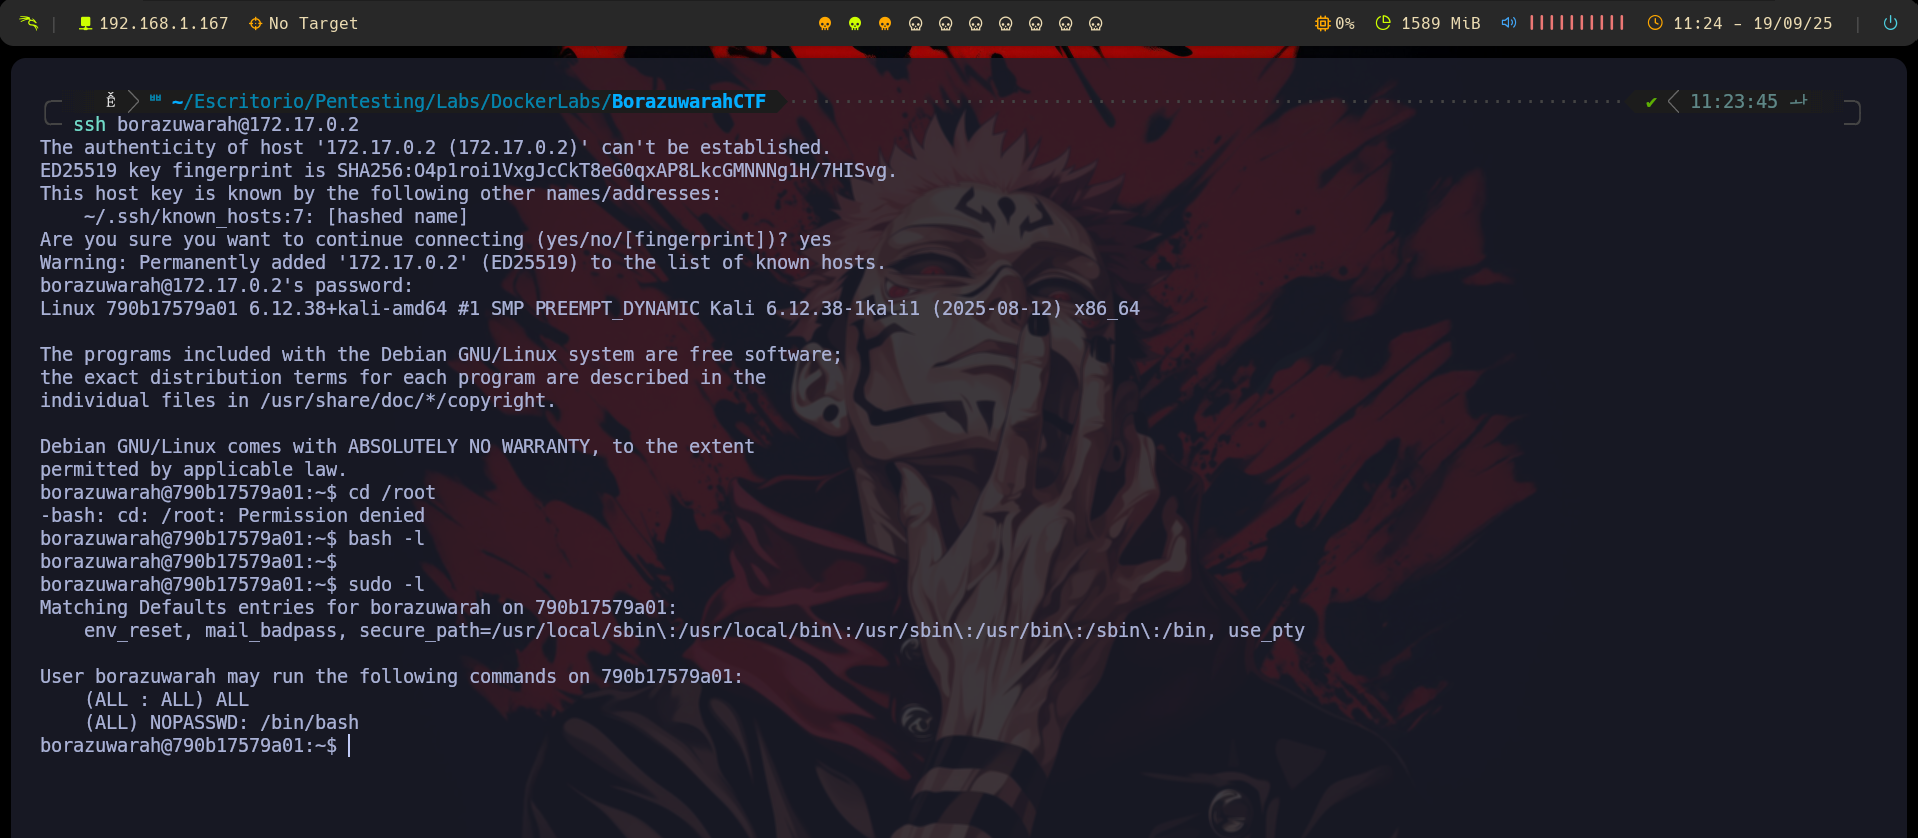 192.168.1.167 No Target 0% 1589 MiB 11:24 - 19/09/25
~/Escritorio/Pentesting/Labs/DockerLabs/BorazuwarahCTF ✔ 11:23:45
ssh borazuwarah@172.17.0.2
The authenticity of host '172.17.0.2 (172.17.0.2)' can't be established.
ED25519 key fingerprint is SHA256:O4p1roi1VxgJcCkT8eG0qxAP8LkcGMNNNg1H/7HISvg.
This host key is known by the following other names/addresses:
    ~/.ssh/known_hosts:7: [hashed name]
Are you sure you want to continue connecting (yes/no/[fingerprint])? yes
Warning: Permanently added '172.17.0.2' (ED25519) to the list of known hosts.
borazuwarah@172.17.0.2's password:
Linux 790b17579a01 6.12.38+kali-amd64 #1 SMP PREEMPT_DYNAMIC Kali 6.12.38-1kali1 (2025-08-12) x86_64

The programs included with the Debian GNU/Linux system are free software;
the exact distribution terms for each program are described in the
individual files in /usr/share/doc/*/copyright.

Debian GNU/Linux comes with ABSOLUTELY NO WARRANTY, to the extent
permitted by applicable law.
borazuwarah@790b17579a01:~$ cd /root
-bash: cd: /root: Permission denied
borazuwarah@790b17579a01:~$ bash -l
borazuwarah@790b17579a01:~$
borazuwarah@790b17579a01:~$ sudo -l
Matching Defaults entries for borazuwarah on 790b17579a01:
    env_reset, mail_badpass, secure_path=/usr/local/sbin\:/usr/local/bin\:/usr/sbin\:/usr/bin\:/sbin\:/bin, use_pty

User borazuwarah may run the following commands on 790b17579a01:
    (ALL : ALL) ALL
    (ALL) NOPASSWD: /bin/bash
borazuwarah@790b17579a01:~$